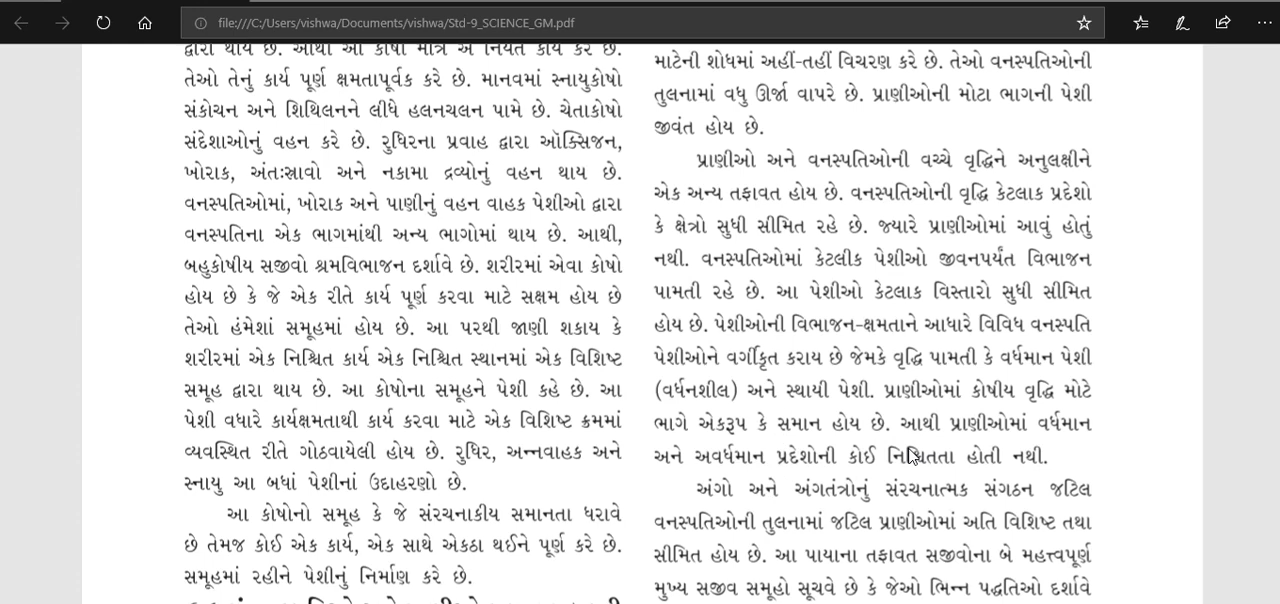 file:///C:/Users/vishwa/Documents/vishwa/Std-9_SCIENCE_GM.pdf
દ્વારા થાય છે. આથી આ કોષો માત્ર એ નિયત કાર્ય કરે છે.
તેઓ તેનું કાર્ય પૂર્ણ ક્ષમતાપૂર્વક કરે છે. માનવમાં સ્નાયુકોષો
સંકોચન અને શિથિલનને લીધે હલનચલન પામે છે. ચેતાકોષો
સંદેશાઓનું વહન કરે છે. રુધિરના પ્રવાહ દ્વારા ઑક્સિજન,
ખોરાક, અંતઃસ્રાવો અને નકામા દ્રવ્યોનું વહન થાય છે.
વનસ્પતિઓમાં, ખોરાક અને પાણીનું વહન વાહક પેશીઓ દ્વારા
વનસ્પતિના એક ભાગમાંથી અન્ય ભાગોમાં થાય છે. આથી,
બહુકોષીય સજીવો શ્રમવિભાજન દર્શાવે છે. શરીરમાં એવા કોષો
હોય છે કે જે એક રીતે કાર્ય પૂર્ણ કરવા માટે સક્ષમ હોય છે
તેઓ હંમેશાં સમૂહમાં હોય છે. આ પરથી જાણી શકાય કે
શરીરમાં એક નિશ્ચિત કાર્ય એક નિશ્ચિત સ્થાનમાં એક વિશિષ્ટ
સમૂહ દ્વારા થાય છે. આ કોષોના સમૂહને પેશી કહે છે. આ
પેશી વધારે કાર્યક્ષમતાથી કાર્ય કરવા માટે એક વિશિષ્ટ ક્રમમાં
વ્યવસ્થિત રીતે ગોઠવાયેલી હોય છે. રુધિર, અન્નવાહક અને
સ્નાયુ આ બધાં પેશીનાં ઉદાહરણો છે.
આ કોષોનો સમૂહ કે જે સંરચનાકીય સમાનતા ધરાવે
છે તેમજ કોઈ એક કાર્ય, એક સાથે એકઠા થઈને પૂર્ણ કરે છે.
સમૂહમાં રહીને પેશીનું નિર્માણ કરે છે.
માટેની શોધમાં અહીં-તહીં વિચરણ કરે છે. તેઓ વનસ્પતિઓની
તુલનામાં વધુ ઊર્જા વાપરે છે. પ્રાણીઓની મોટા ભાગની પેશી
જીવંત હોય છે.
પ્રાણીઓ અને વનસ્પતિઓની વચ્ચે વૃદ્ધિને અનુલક્ષીને
એક અન્ય તફાવત હોય છે. વનસ્પતિઓની વૃદ્ધિ કેટલાક પ્રદેશો
કે ક્ષેત્રો સુધી સીમિત રહે છે. જ્યારે પ્રાણીઓમાં આવું હોતું
નથી. વનસ્પતિઓમાં કેટલીક પેશીઓ જીવનપર્યંત વિભાજન
પામતી રહે છે. આ પેશીઓ કેટલાક વિસ્તારો સુધી સીમિત
હોય છે. પેશીઓની વિભાજન-ક્ષમતાને આધારે વિવિધ વનસ્પતિ
પેશીઓને વર્ગીકૃત કરાય છે જેમકે વૃદ્ધિ પામતી કે વર્ધમાન પેશી
(વર્ધનશીલ) અને સ્થાયી પેશી. પ્રાણીઓમાં કોષીય વૃદ્ધિ મોટે
ભાગે એકરૂપ કે સમાન હોય છે. આથી પ્રાણીઓમાં વર્ધમાન
અને અવર્ધમાન પ્રદેશોની કોઈ નિશ્ચિતતા હોતી નથી.
અંગો અને અંગતંત્રોનું સંરચનાત્મક સંગઠન જટિલ
વનસ્પતિઓની તુલનામાં જટિલ પ્રાણીઓમાં અતિ વિશિષ્ટ તથા
સીમિત હોય છે. આ પાયાના તફાવત સજીવોના બે મહત્ત્વપૂર્ણ
મુખ્ય સજીવ સમૂહો સૂચવે છે કે જેઓ ભિન્ન પદ્ધતિઓ દર્શાવે